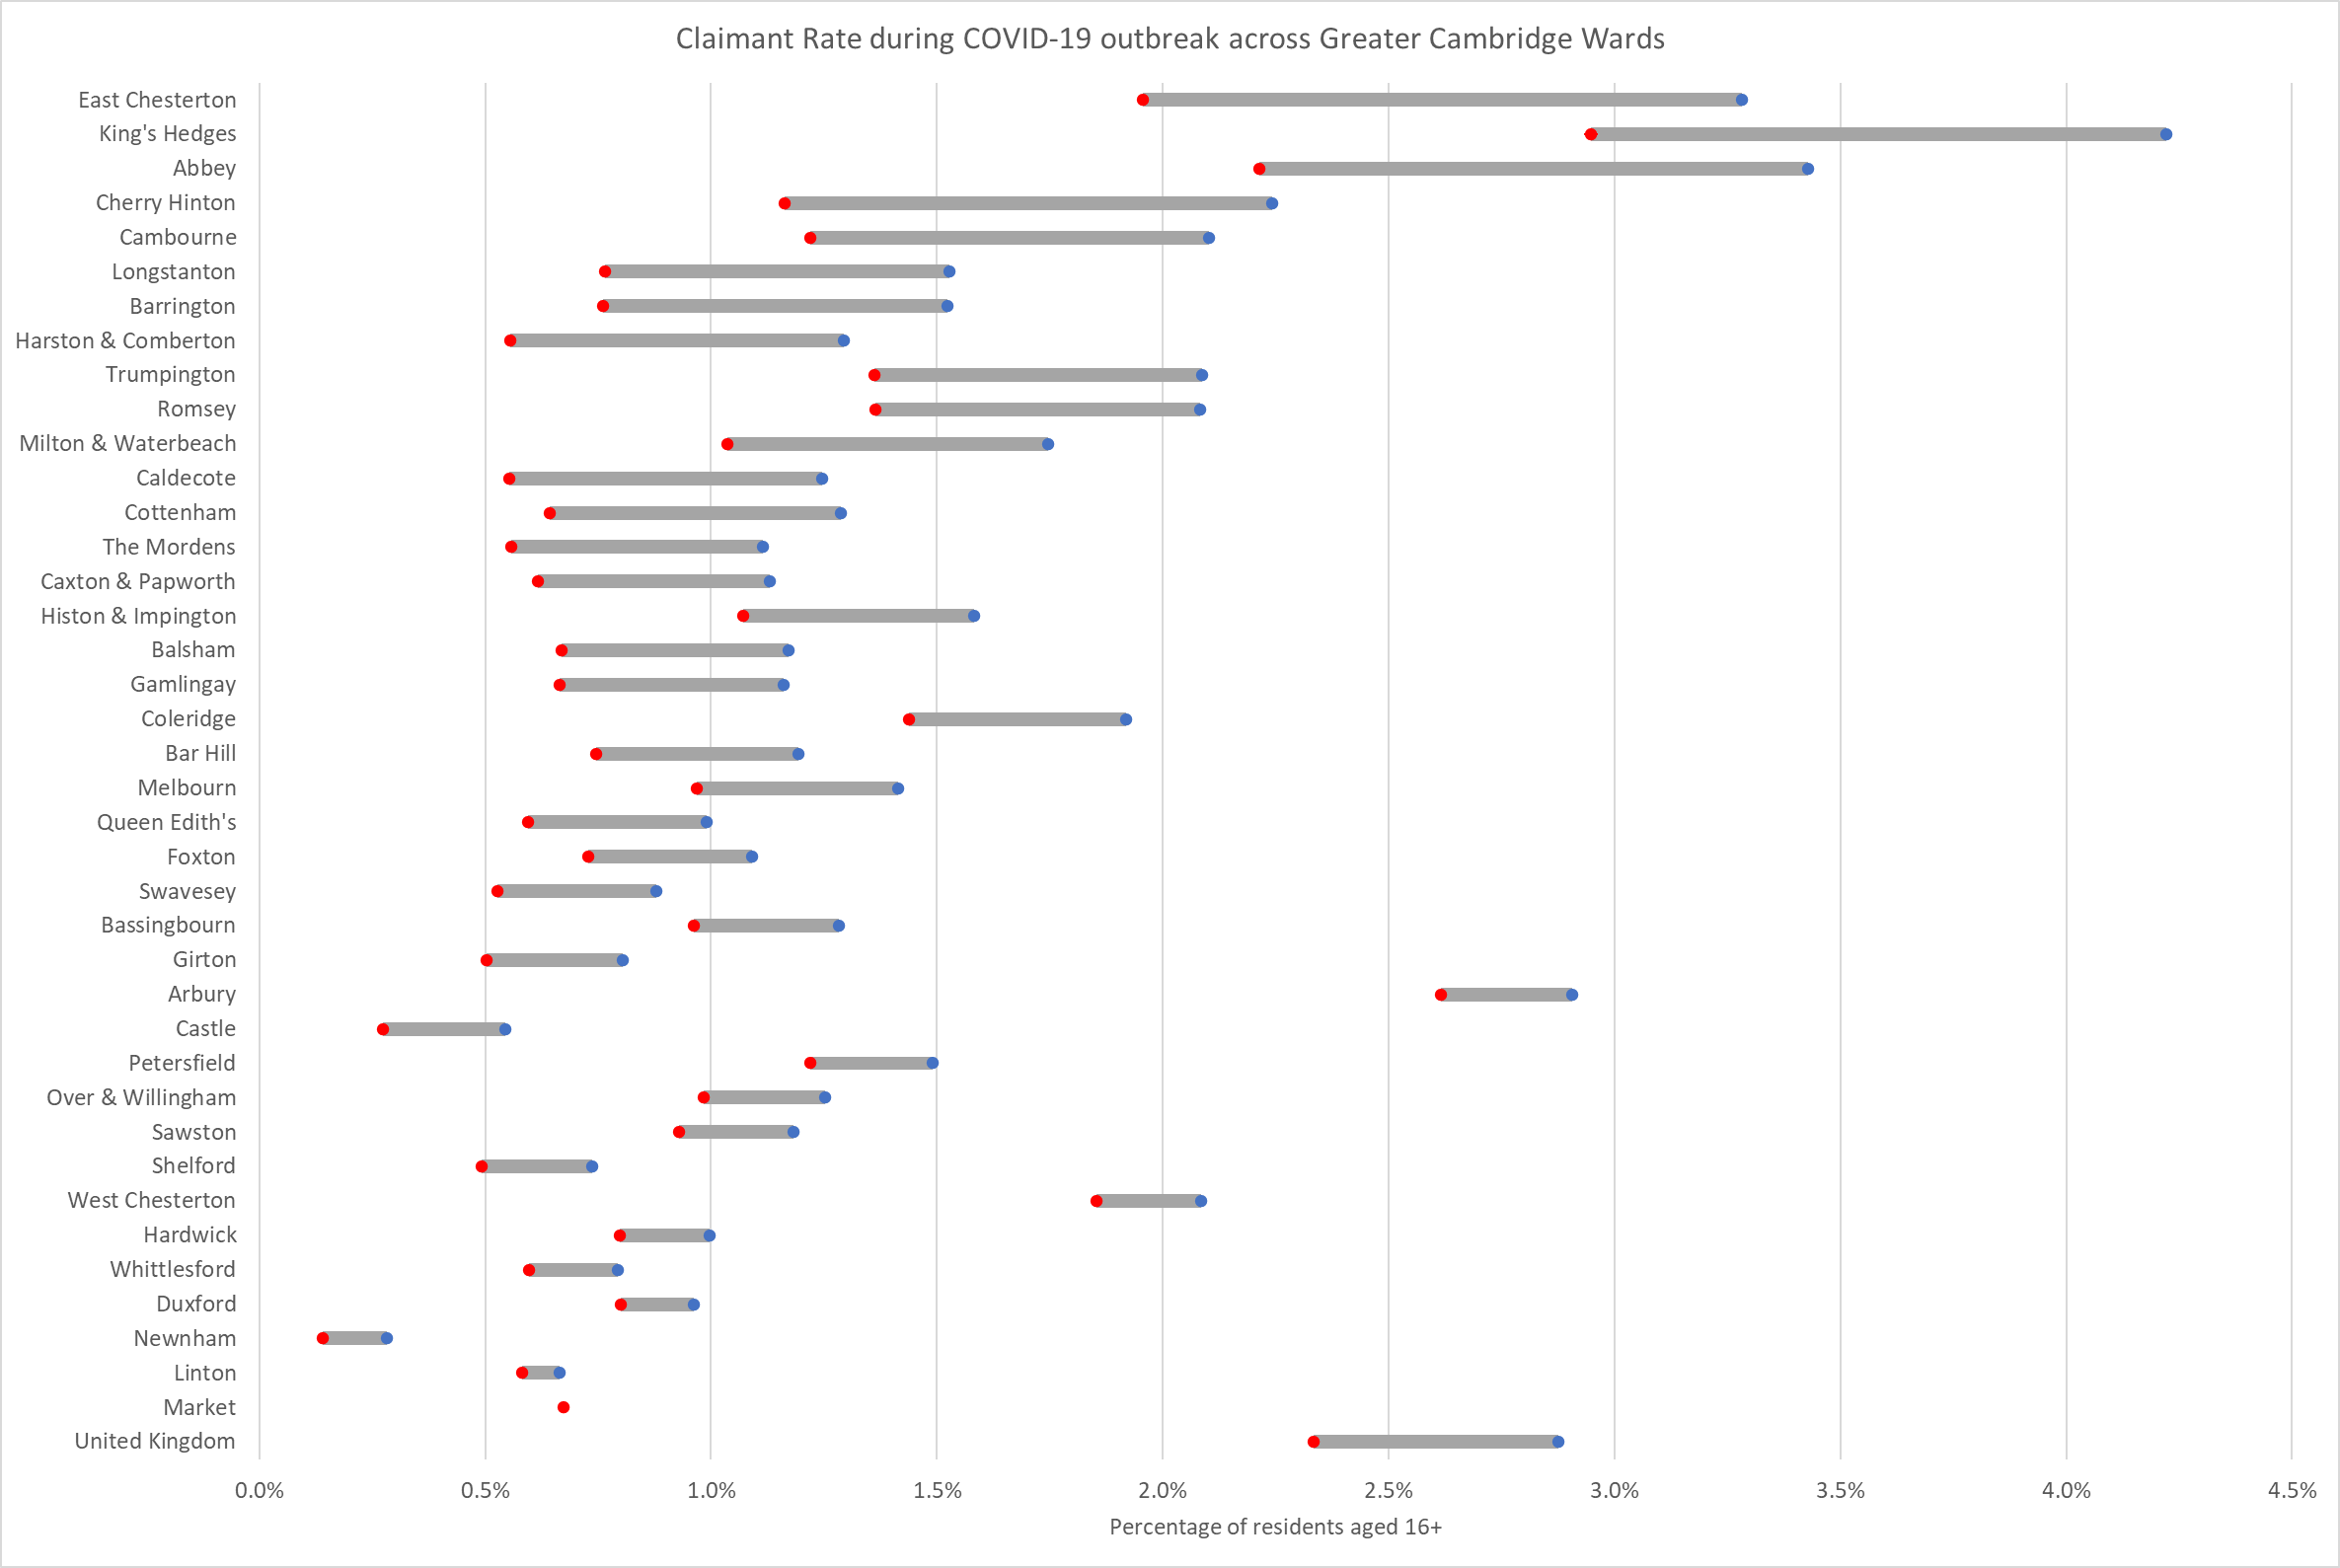 Claimant Rate during COVID-19 outbreak across Greater Cambridge Wards
East Chesterton
King's Hedges
Abbey
Cherry Hinton
Cambourne
Longstanton
Barrington
Harston & Comberton
Trumpington
Romsey
Milton & Waterbeach
Caldecote
Cottenham
The Mordens
Caxton & Papworth
Histon & Impington
Balsham
Gamlingay
Coleridge
Bar Hill
Melbourn
Queen Edith's
Foxton
Swavesey
Bassingbourn
Girton
Arbury
Castle
Petersfield
Over & Willingham
Sawston
Shelford
West Chesterton
Hardwick
Whittlesford
Duxford
Newnham
Linton
Market
United Kingdom
0.0% 0.5% 1.0% 1.5% 2.0% 2.5% 3.0% 3.5% 4.0% 4.5%
Percentage of residents aged 16+